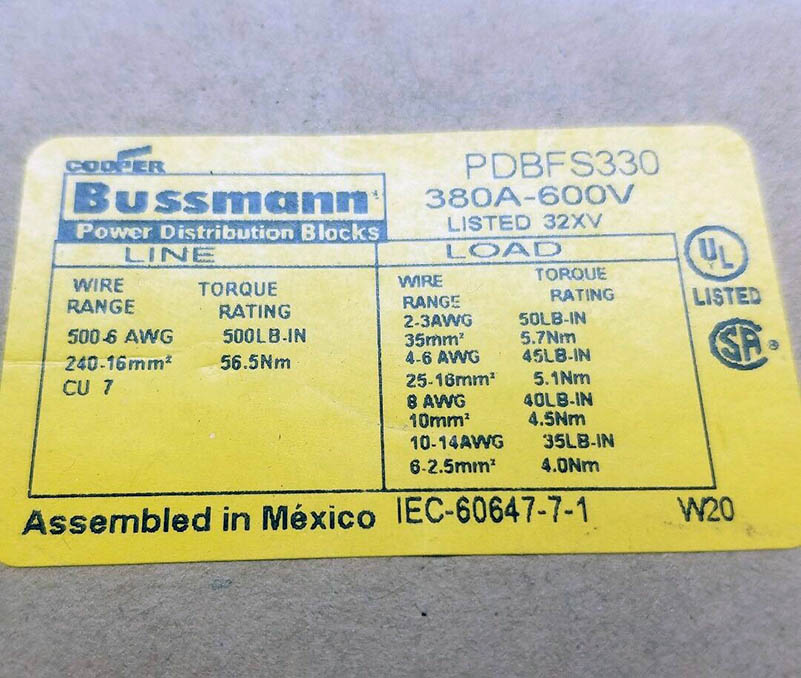 COOPER
Bussmann
Power Distribution Blocks
PDBFS330
380A-600V
LISTED 32XV
LINE
WIRE RANGE TORQUE RATING
500-6 AWG 500LB-IN
240-16mm² 56.5Nm
CU 7
LOAD
WIRE RANGE TORQUE RATING
2-3AWG 50LB-IN
35mm² 5.7Nm
4-6 AWG 45LB-IN
25-16mm² 5.1Nm
8 AWG 40LB-IN
10mm² 4.5Nm
10-14AWG 35LB-IN
6-2.5mm² 4.0Nm
UL
LISTED
SA
Assembled in México IEC-60647-7-1 W20